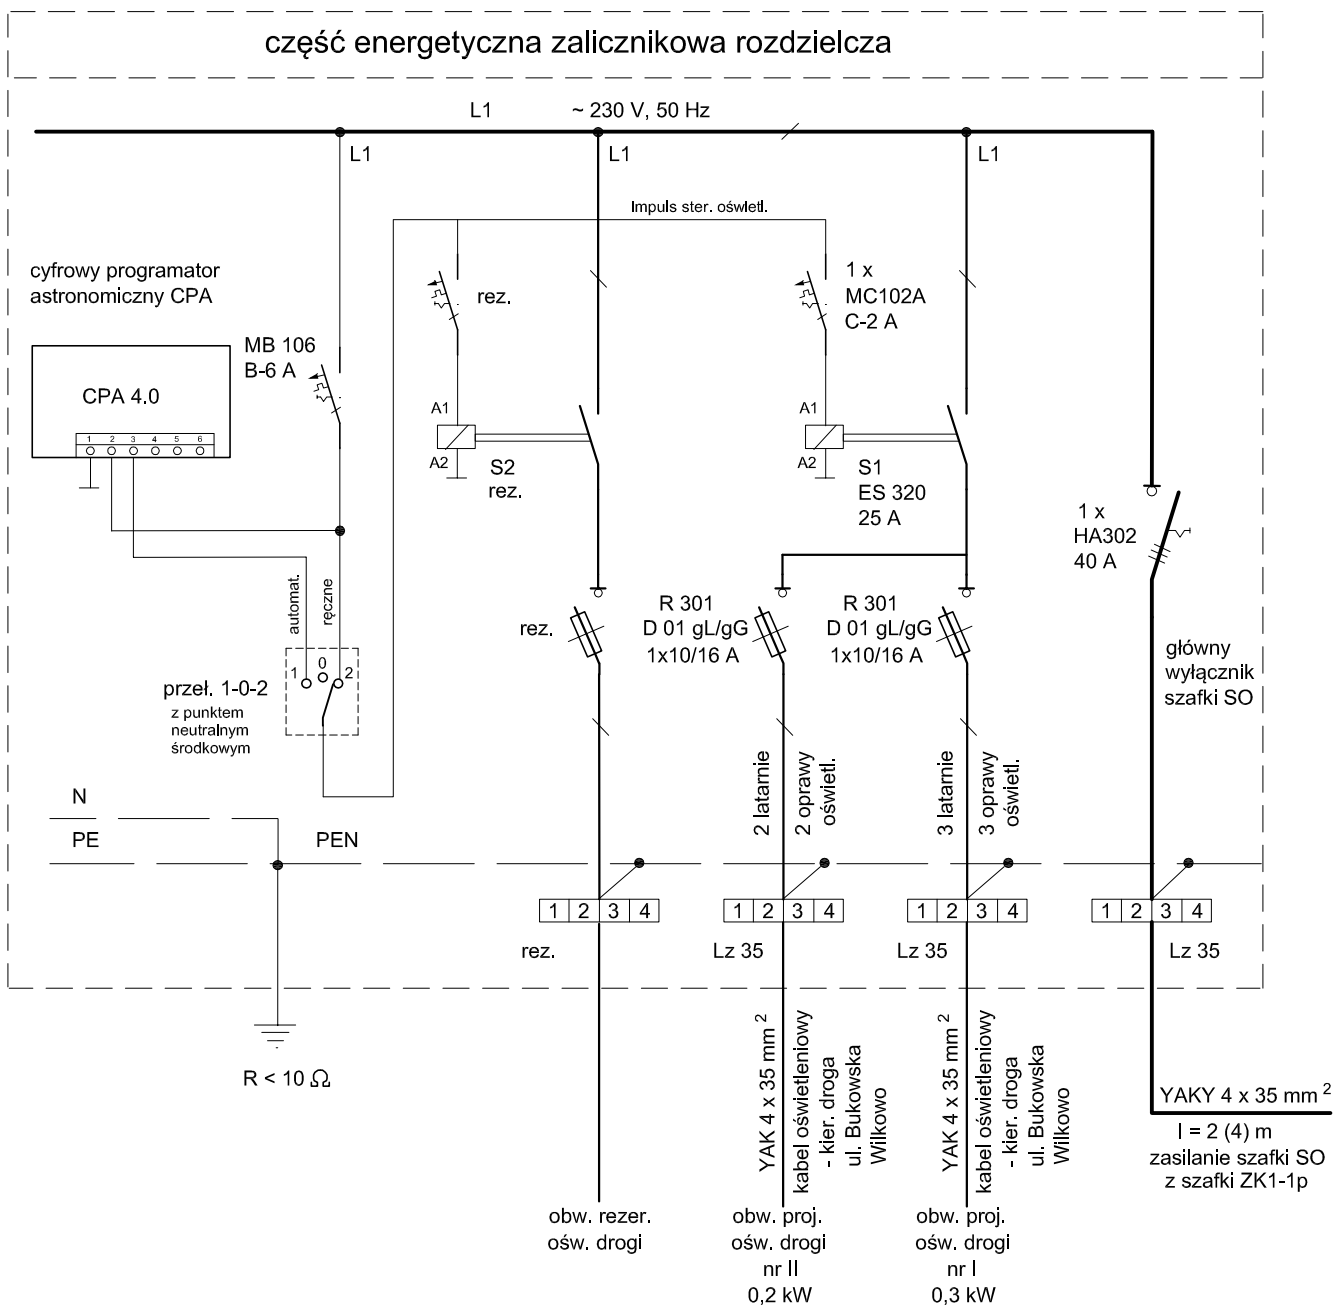 część energetyczna zalicznikowa rozdzielcza
L1
~ 230 V, 50 Hz
L1
L1
L1
Impuls ster. oświetl.
cyfrowy programator
astronomiczny CPA
CPA 4.0
1 2 3 4 5 6
MB 106
B-6 A
rez.
1 x
MC102A
C-2 A
A1
A2
S2
rez.
A1
A2
S1
ES 320
25 A
1 x
HA302
40 A
główny
wyłącznik
szafki SO
automat.
ręczne
1 0 2
przeł. 1-0-2
z punktem
neutralnym
środkowym
rez.
R 301
D 01 gL/gG
1x10/16 A
R 301
D 01 gL/gG
1x10/16 A
2 latarnie
2 oprawy
oświetl.
3 latarnie
3 oprawy
oświetl.
N
PE
PEN
1 2 3 4
1 2 3 4
1 2 3 4
1 2 3 4
rez.
Lz 35
Lz 35
Lz 35
R < 10 Ω
YAK 4 x 35 mm 2
kabel oświetleniowy
- kier. droga
ul. Bukowska
Wilkowo
YAK 4 x 35 mm 2
kabel oświetleniowy
- kier. droga
ul. Bukowska
Wilkowo
YAKY 4 x 35 mm 2
l = 2 (4) m
zasilanie szafki SO
z szafki ZK1-1p
obw. rezer.
ośw. drogi
obw. proj.
ośw. drogi
nr II
0,2 kW
obw. proj.
ośw. drogi
nr I
0,3 kW